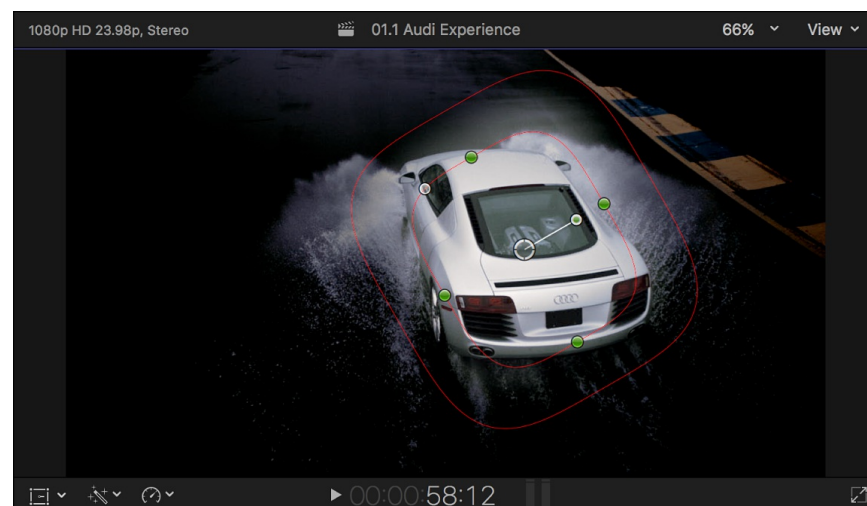 1080p HD 23.98p, Stereo
01.1 Audi Experience
66%
View
00:00:58:12